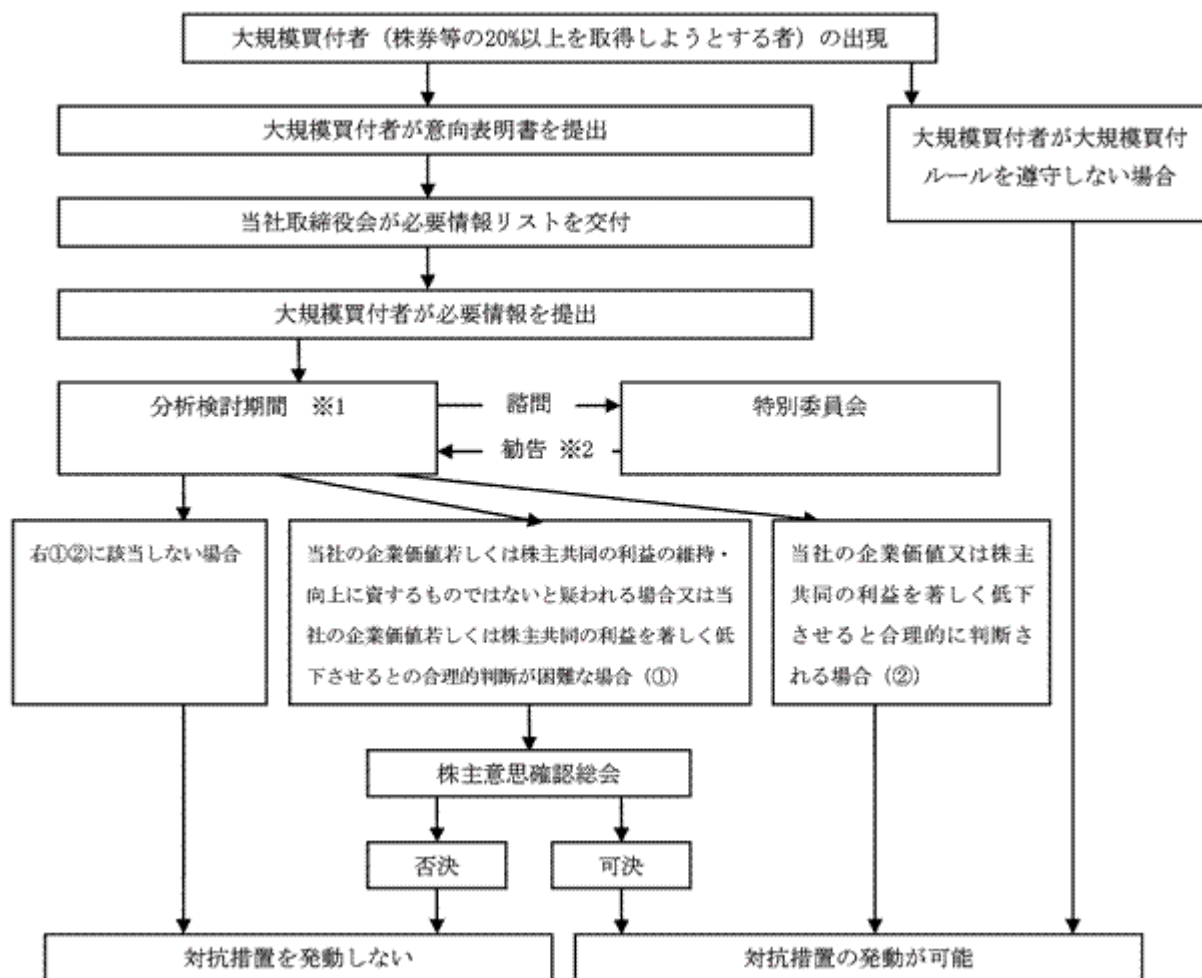 大規模買付者（株券等の20%以上を取得しようとする者）の出現
大規模買付者が意向表明書を提出
大規模買付者が大規模買付
ルールを遵守しない場合
当社取締役会が必要情報リストを交付
大規模買付者が必要情報を提出
分析検討期間　※1
諮問
勧告 ※2
特別委員会
右①②に該当しない場合
当社の企業価値若しくは株主共同の利益の維持・
向上に資するものではないと疑われる場合又は当
社の企業価値若しくは株主共同の利益を著しく低
下させるとの合理的判断が困難な場合（①）
当社の企業価値又は株主
共同の利益を著しく低下
させると合理的に判断さ
れる場合（②）
株主意思確認総会
否決
可決
対抗措置を発動しない
対抗措置の発動が可能